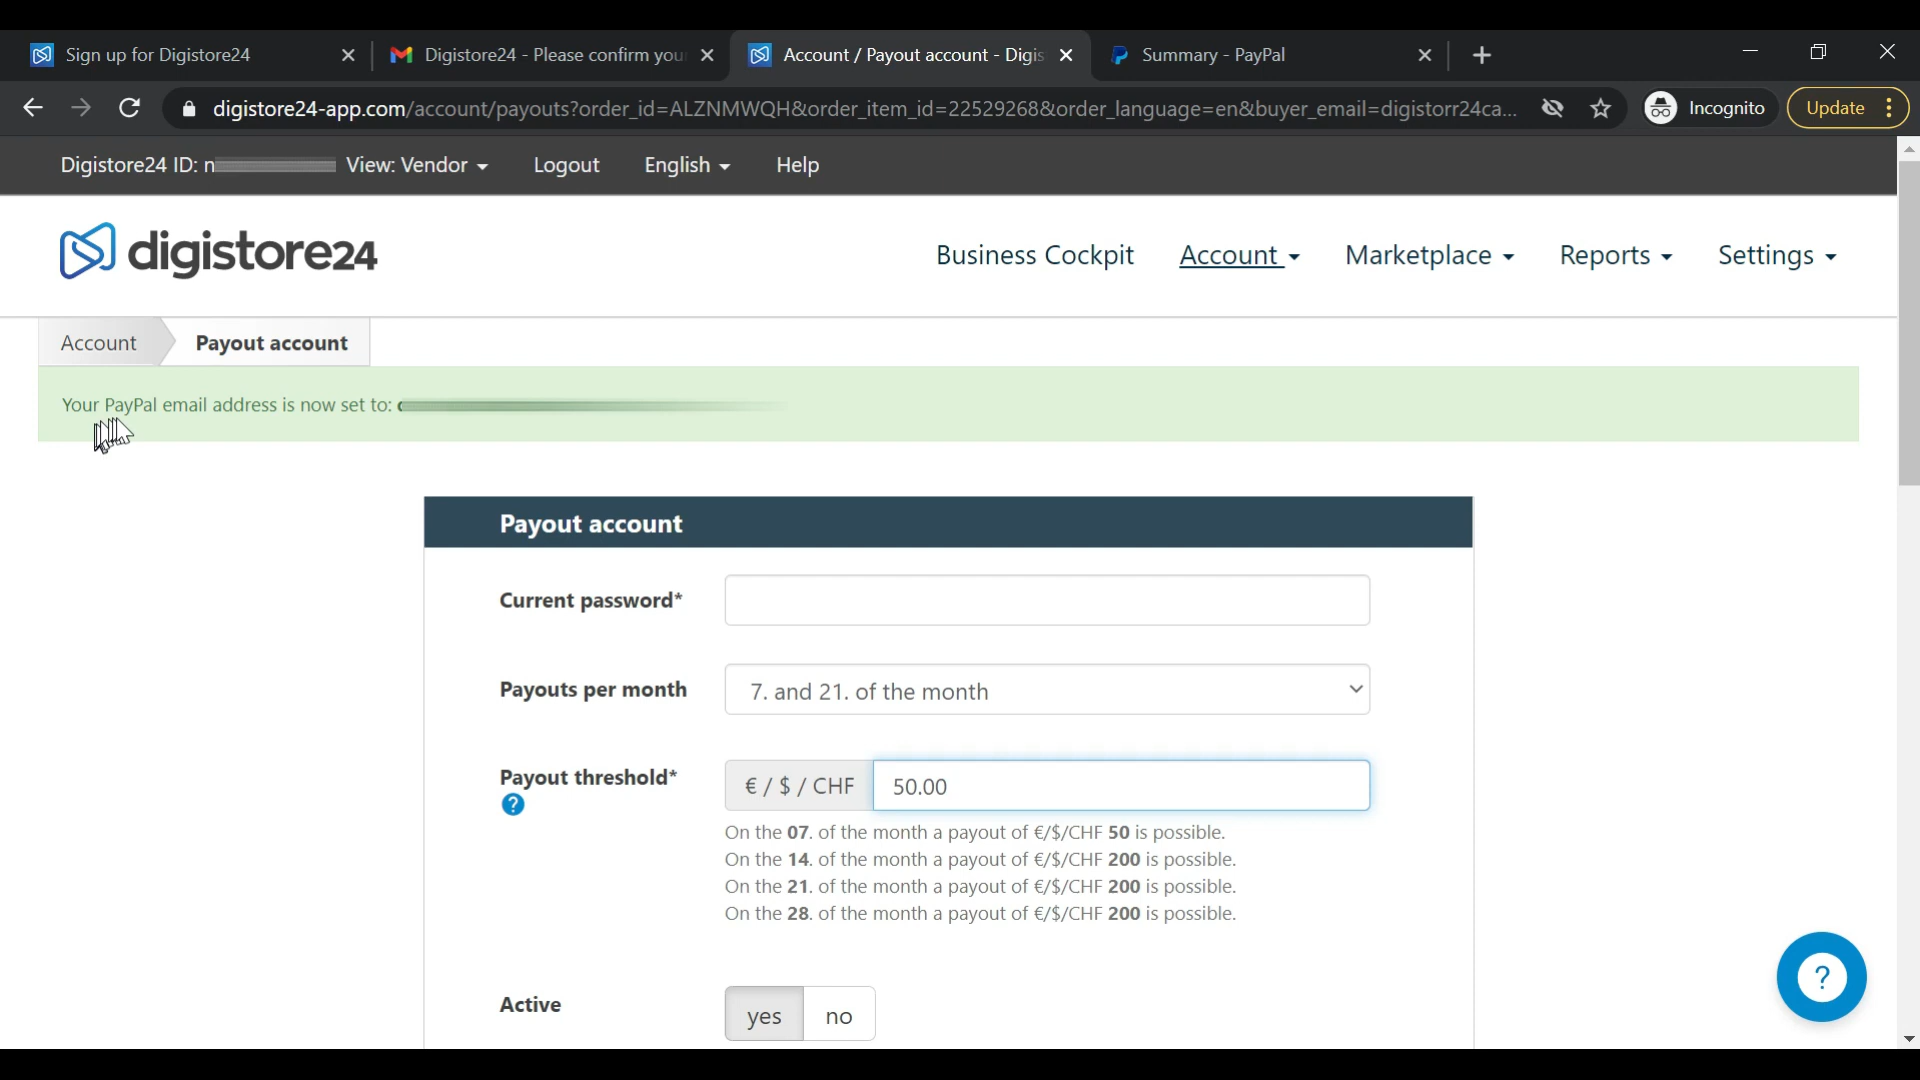 Sign up for Digistore24
Digistore24 - Please confirm you
Account / Payout account - Digis
Summary - PayPal
digistore24-app.com/account/payouts?order_id=ALZNMWQH&order_item_id=22529268&order_language=en&buyer_email=digistorr24ca...
Incognito
Update
Digistore24 ID: n
View: Vendor
Logout
English
Help
digistore24
Business Cockpit
Account
Marketplace
Reports
Settings
Account
Payout account
Your PayPal email address is now set to:
Payout account
Current password*
Payouts per month
7. and 21. of the month
Payout threshold*
?
€ / $ / CHF
50.00
On the 07. of the month a payout of €/$/CHF 50 is possible.
On the 14. of the month a payout of €/$/CHF 200 is possible.
On the 21. of the month a payout of €/$/CHF 200 is possible.
On the 28. of the month a payout of €/$/CHF 200 is possible.
Active
yes
no
?